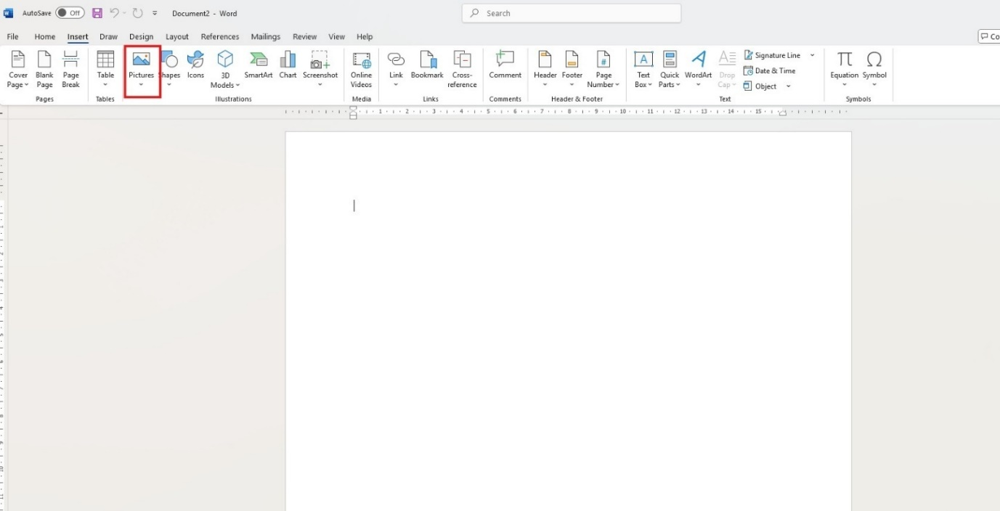 AutoSave Off Document2 - Word Search
File Home Insert Draw Design Layout References Mailings Review View Help Co
Cover Page Blank Page Page Break
Pages
Table
Tables
Pictures Shapes Icons 3D Models SmartArt Chart Screenshot
Illustrations
Online Videos
Media
Link Bookmark Cross-reference
Links
Comment
Comments
Header Footer Page Number
Header & Footer
Text Box Quick Parts WordArt Drop Cap Signature Line Date & Time Object
Text
Equation Symbol
Symbols
1 2 3 4 5 6 7 8 9 10 11 12 13 14 15